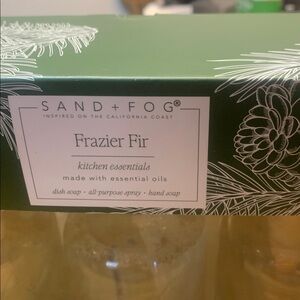 SAND + FOG®
INSPIRED ON THE CALIFORNIA COAST
Frazier Fir
kitchen essentials
made with essential oils
dish soap · all-purpose spray · hand soap